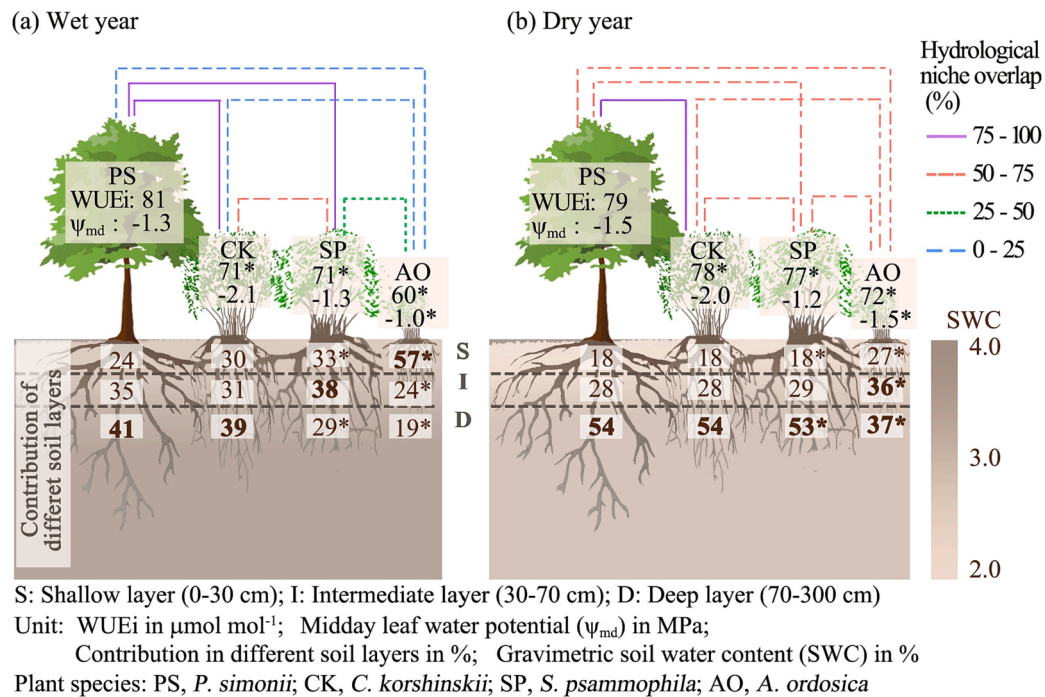 (a) Wet year
(b) Dry year
Hydrological
niche overlap
(%)
75 - 100
50 - 75
25 - 50
0 - 25
PS
WUEi: 81
ψmd : -1.3
CK
71*
-2.1
SP
71*
-1.3
AO
60*
-1.0*
PS
WUEi: 79
ψmd : -1.5
CK
78*
-2.0
SP
77*
-1.2
AO
72*
-1.5*
Contribution of
differet soil layers
24 30 33* 57* S
35 31 38 24* I
41 39 29* 19* D
18 18 18* 27*
28 28 29 36*
54 54 53* 37*
SWC
4.0
3.0
2.0
S: Shallow layer (0-30 cm); I: Intermediate layer (30-70 cm); D: Deep layer (70-300 cm)
Unit: WUEi in μmol mol⁻¹; Midday leaf water potential (ψmd) in MPa;
Contribution in different soil layers in %; Gravimetric soil water content (SWC) in %
Plant species: PS, P. simonii; CK, C. korshinskii; SP, S. psammophila; AO, A. ordosica